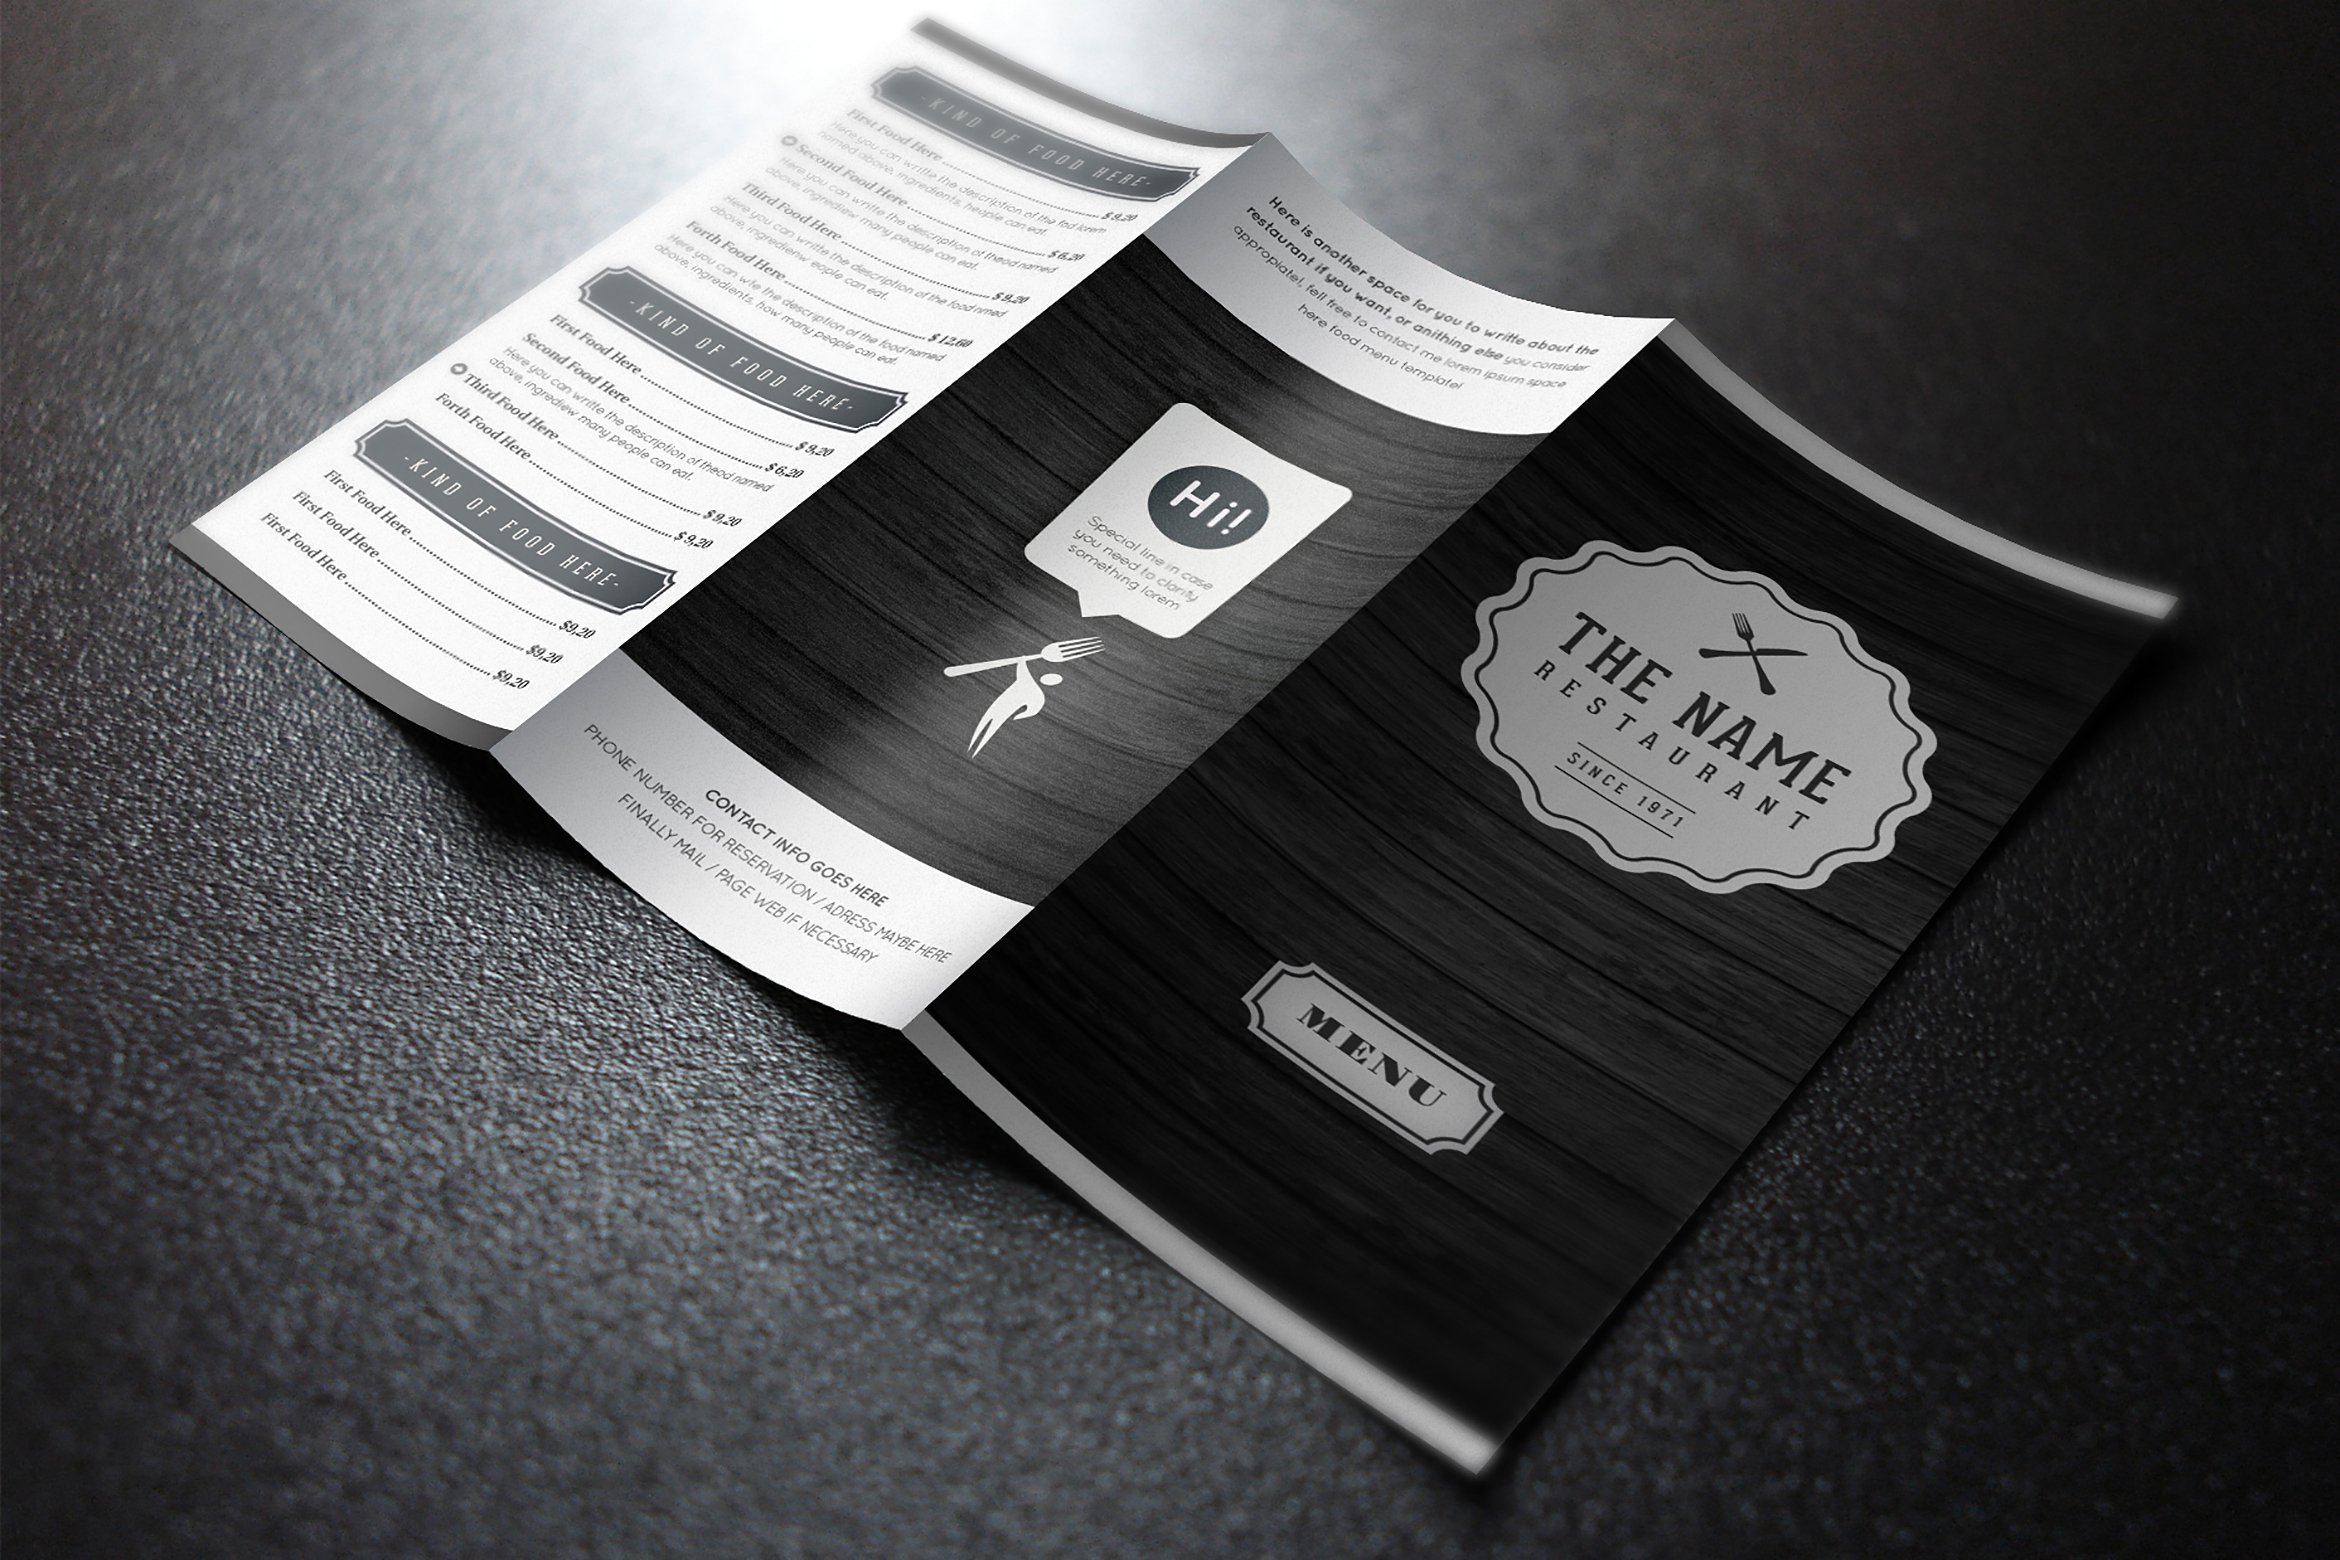 -KIND OF FOOD HERE-
First Food Here ........ $9,20
Here you can writte the description of the fod lorem
named above, ingredients, heople can eat.
Second Food Here ........ $6,20
Here you can writte the description of theod named
above, ingrediew many people can eat.
Third Food Here ........ $9,20
Here you can writte the description of the food nmed
above, ingredienw eople can eat.
Forth Food Here ........ $12,60
Here you can wte the description of the food named
above, ingredients, how many people can eat.
-KIND OF FOOD HERE-
First Food Here ........ $9,20
Second Food Here ........ $6,20
Here you can writte the description of theod named
above, ingrediew many people can eat.
Third Food Here ........ $9,20
Forth Food Here ........ $9,20
-KIND OF FOOD HERE-
First Food Here ........ $9,20
First Food Here ........ $9,20
First Food Here ........ $9,20
Here is another space for you to writte about the
restaurant if you want, or anithing else you consider
appropiate!, fell free to contact me lorem ipsum space
here food menu template!
Hi!
Special line in case
you need to clarify
something lorem
CONTACT INFO GOES HERE
PHONE NUMBER FOR RESERVATION / ADRESS MAYBE HERE
FINALLY MAIL / PAGE WEB IF NECESSARY
THE NAME
RESTAURANT
SINCE 1971
MENU